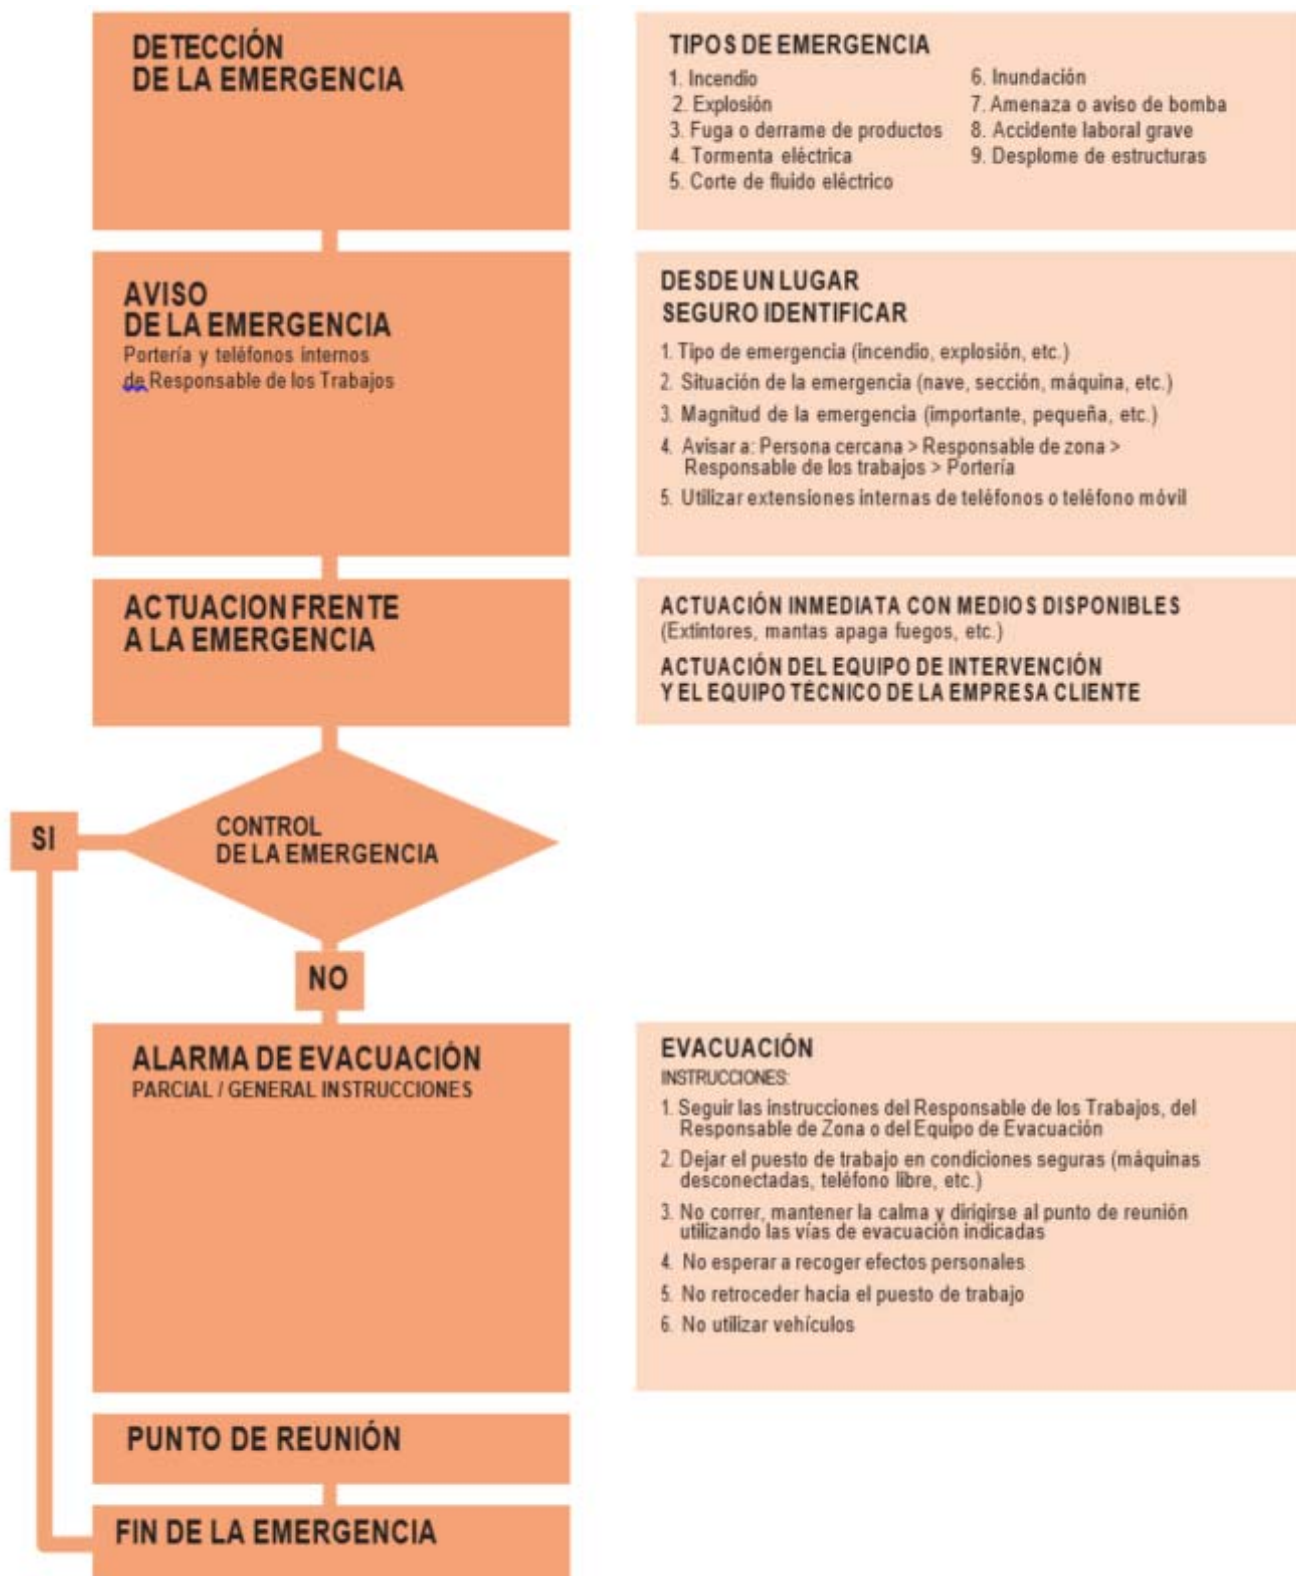 DETECCIÓN
DE LA EMERGENCIA
TIPOS DE EMERGENCIA
1. Incendio
2. Explosión
3. Fuga o derrame de productos
4. Tormenta eléctrica
5. Corte de fluido eléctrico
6. Inundación
7. Amenaza o aviso de bomba
8. Accidente laboral grave
9. Desplome de estructuras
AVISO
DE LA EMERGENCIA
Portería y teléfonos internos
de Responsable de los Trabajos
DESDE UN LUGAR
SEGURO IDENTIFICAR
1. Tipo de emergencia (incendio, explosión, etc.)
2. Situación de la emergencia (nave, sección, máquina, etc.)
3. Magnitud de la emergencia (importante, pequeña, etc.)
4. Avisar a: Persona cercana > Responsable de zona >
Responsable de los trabajos > Portería
5. Utilizar extensiones internas de teléfonos o teléfono móvil
ACTUACION FRENTE
A LA EMERGENCIA
ACTUACIÓN INMEDIATA CON MEDIOS DISPONIBLES
(Extintores, mantas apaga fuegos, etc.)
ACTUACIÓN DEL EQUIPO DE INTERVENCIÓN
Y EL EQUIPO TÉCNICO DE LA EMPRESA CLIENTE
SI
CONTROL
DE LA EMERGENCIA
NO
ALARMA DE EVACUACIÓN
PARCIAL / GENERAL INSTRUCCIONES
EVACUACIÓN
INSTRUCCIONES:
1. Seguir las instrucciones del Responsable de los Trabajos, del
Responsable de Zona o del Equipo de Evacuación
2. Dejar el puesto de trabajo en condiciones seguras (máquinas
desconectadas, teléfono libre, etc.)
3. No correr, mantener la calma y dirigirse al punto de reunión
utilizando las vías de evacuación indicadas
4. No esperar a recoger efectos personales
5. No retroceder hacia el puesto de trabajo
6. No utilizar vehículos
PUNTO DE REUNIÓN
FIN DE LA EMERGENCIA